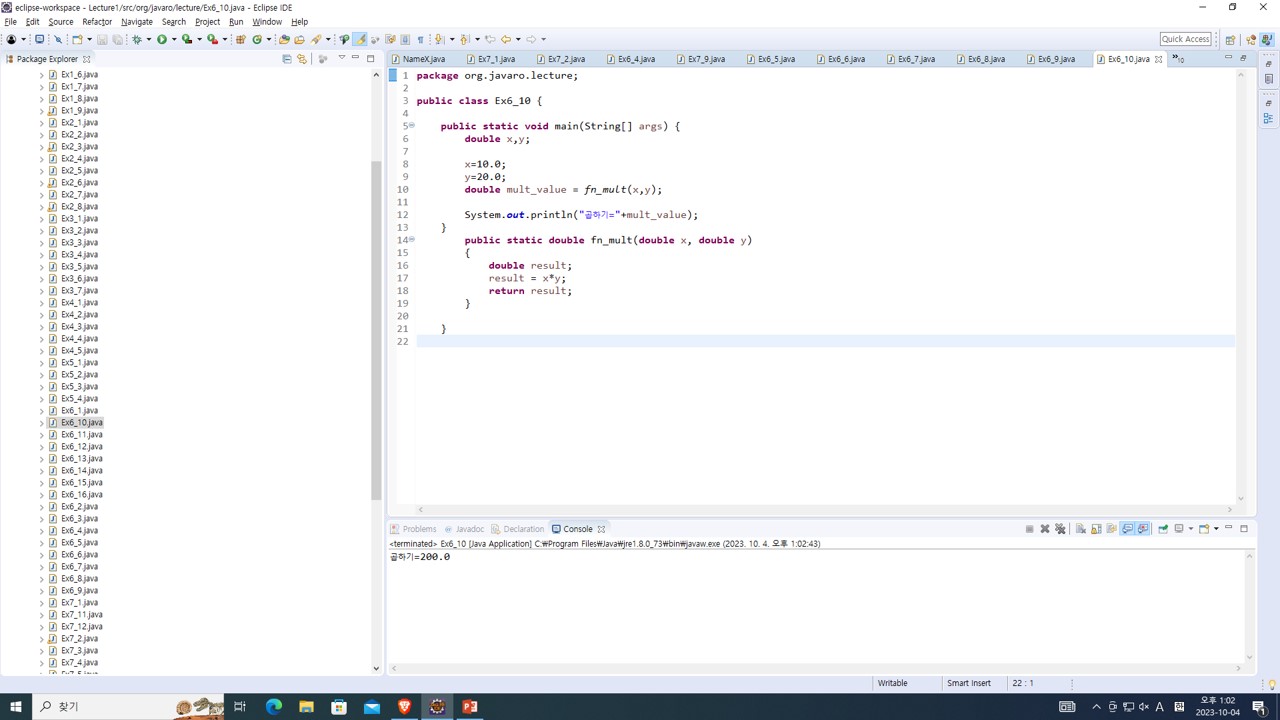 eclipse-workspace - Lecture1/src/org/javaro/lecture/Ex6_10.java - Eclipse IDE
File Edit Source Refactor Navigate Search Project Run Window Help
Quick Access
Package Explorer
Ex1_6.java
Ex1_7.java
Ex1_8.java
Ex1_9.java
Ex2_1.java
Ex2_2.java
Ex2_3.java
Ex2_4.java
Ex2_5.java
Ex2_6.java
Ex2_7.java
Ex2_8.java
Ex3_1.java
Ex3_2.java
Ex3_3.java
Ex3_4.java
Ex3_5.java
Ex3_6.java
Ex3_7.java
Ex4_1.java
Ex4_2.java
Ex4_3.java
Ex4_4.java
Ex4_5.java
Ex5_1.java
Ex5_2.java
Ex5_3.java
Ex5_4.java
Ex6_1.java
Ex6_10.java
Ex6_11.java
Ex6_12.java
Ex6_13.java
Ex6_14.java
Ex6_15.java
Ex6_16.java
Ex6_2.java
Ex6_3.java
Ex6_4.java
Ex6_5.java
Ex6_6.java
Ex6_7.java
Ex6_8.java
Ex6_9.java
Ex7_1.java
Ex7_11.java
Ex7_12.java
Ex7_2.java
Ex7_3.java
Ex7_4.java
NameX.java Ex7_1.java Ex7_2.java Ex6_4.java Ex7_9.java Ex6_5.java Ex6_6.java Ex6_7.java Ex6_8.java Ex6_9.java Ex6_10.java »10
1 package org.javaro.lecture;
2
3 public class Ex6_10 {
4
5 public static void main(String[] args) {
6 double x,y;
7
8 x=10.0;
9 y=20.0;
10 double mult_value = fn_mult(x,y);
11
12 System.out.println("곱하기="+mult_value);
13 }
14 public static double fn_mult(double x, double y)
15 {
16 double result;
17 result = x*y;
18 return result;
19 }
20
21 }
22
Problems Javadoc Declaration Console
<terminated> Ex6_10 [Java Application] C:₩Program Files₩Java₩jre1.8.0_73₩bin₩javaw.exe (2023. 10. 4. 오후 1:02:43)
곱하기=200.0
Writable Smart Insert 22 : 1
찾기
A 한 오후 1:02
2023-10-04